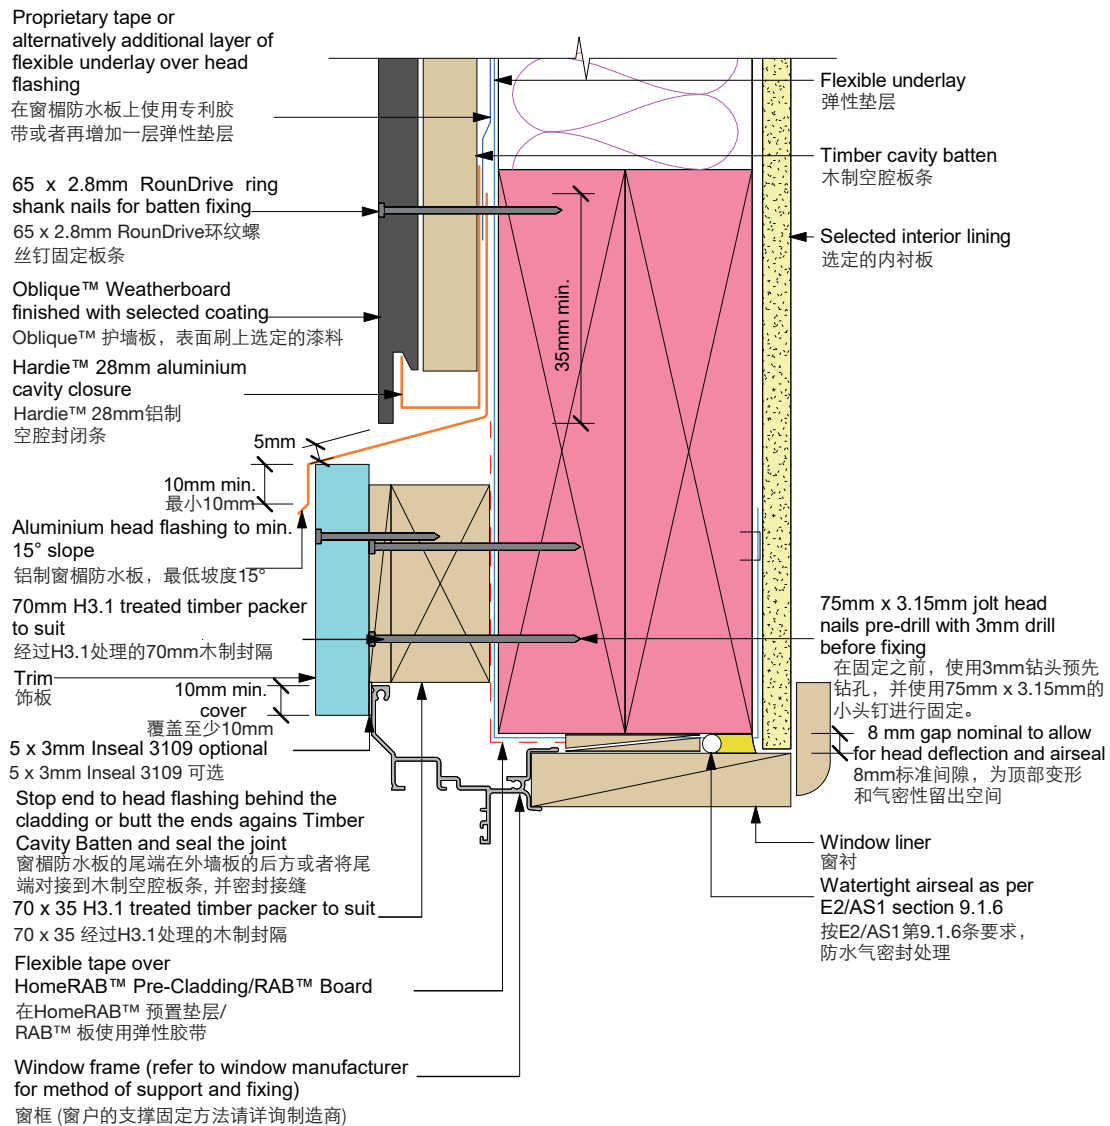 Proprietary tape or
alternatively additional layer of
flexible underlay over head
flashing
在窗楣防水板上使用专利胶
带或者再增加一层弹性垫层
65 x 2.8mm RounDrive ring
shank nails for batten fixing
65 x 2.8mm RounDrive环纹螺
丝钉固定板条
Oblique™ Weatherboard
finished with selected coating
Oblique™ 护墙板，表面刷上选定的漆料
Hardie™ 28mm aluminium
cavity closure
Hardie™ 28mm铝制
空腔封闭条
5mm
10mm min.
最小10mm
Aluminium head flashing to min.
15° slope
铝制窗楣防水板，最低坡度15°
70mm H3.1 treated timber packer
to suit
经过H3.1处理的70mm木制封隔
Trim
饰板
10mm min.
cover
覆盖至少10mm
5 x 3mm Inseal 3109 optional
5 x 3mm Inseal 3109 可选
Stop end to head flashing behind the
cladding or butt the ends agains Timber
Cavity Batten and seal the joint
窗楣防水板的尾端在外墙板的后方或者将尾
端对接到木制空腔板条, 并密封接缝
70 x 35 H3.1 treated timber packer to suit
70 x 35 经过H3.1处理的木制封隔
Flexible tape over
HomeRAB™ Pre-Cladding/RAB™ Board
在HomeRAB™ 预置垫层/
RAB™ 板使用弹性胶带
Window frame (refer to window manufacturer
for method of support and fixing)
窗框 (窗户的支撑固定方法请详询制造商)
35mm min.
Flexible underlay
弹性垫层
Timber cavity batten
木制空腔板条
Selected interior lining
选定的内衬板
75mm x 3.15mm jolt head
nails pre-drill with 3mm drill
before fixing
在固定之前，使用3mm钻头预先
钻孔，并使用75mm x 3.15mm的
小头钉进行固定。
8 mm gap nominal to allow
for head deflection and airseal
8mm标准间隙，为顶部变形
和气密性留出空间
Window liner
窗衬
Watertight airseal as per
E2/AS1 section 9.1.6
按E2/AS1第9.1.6条要求，
防水气密封处理